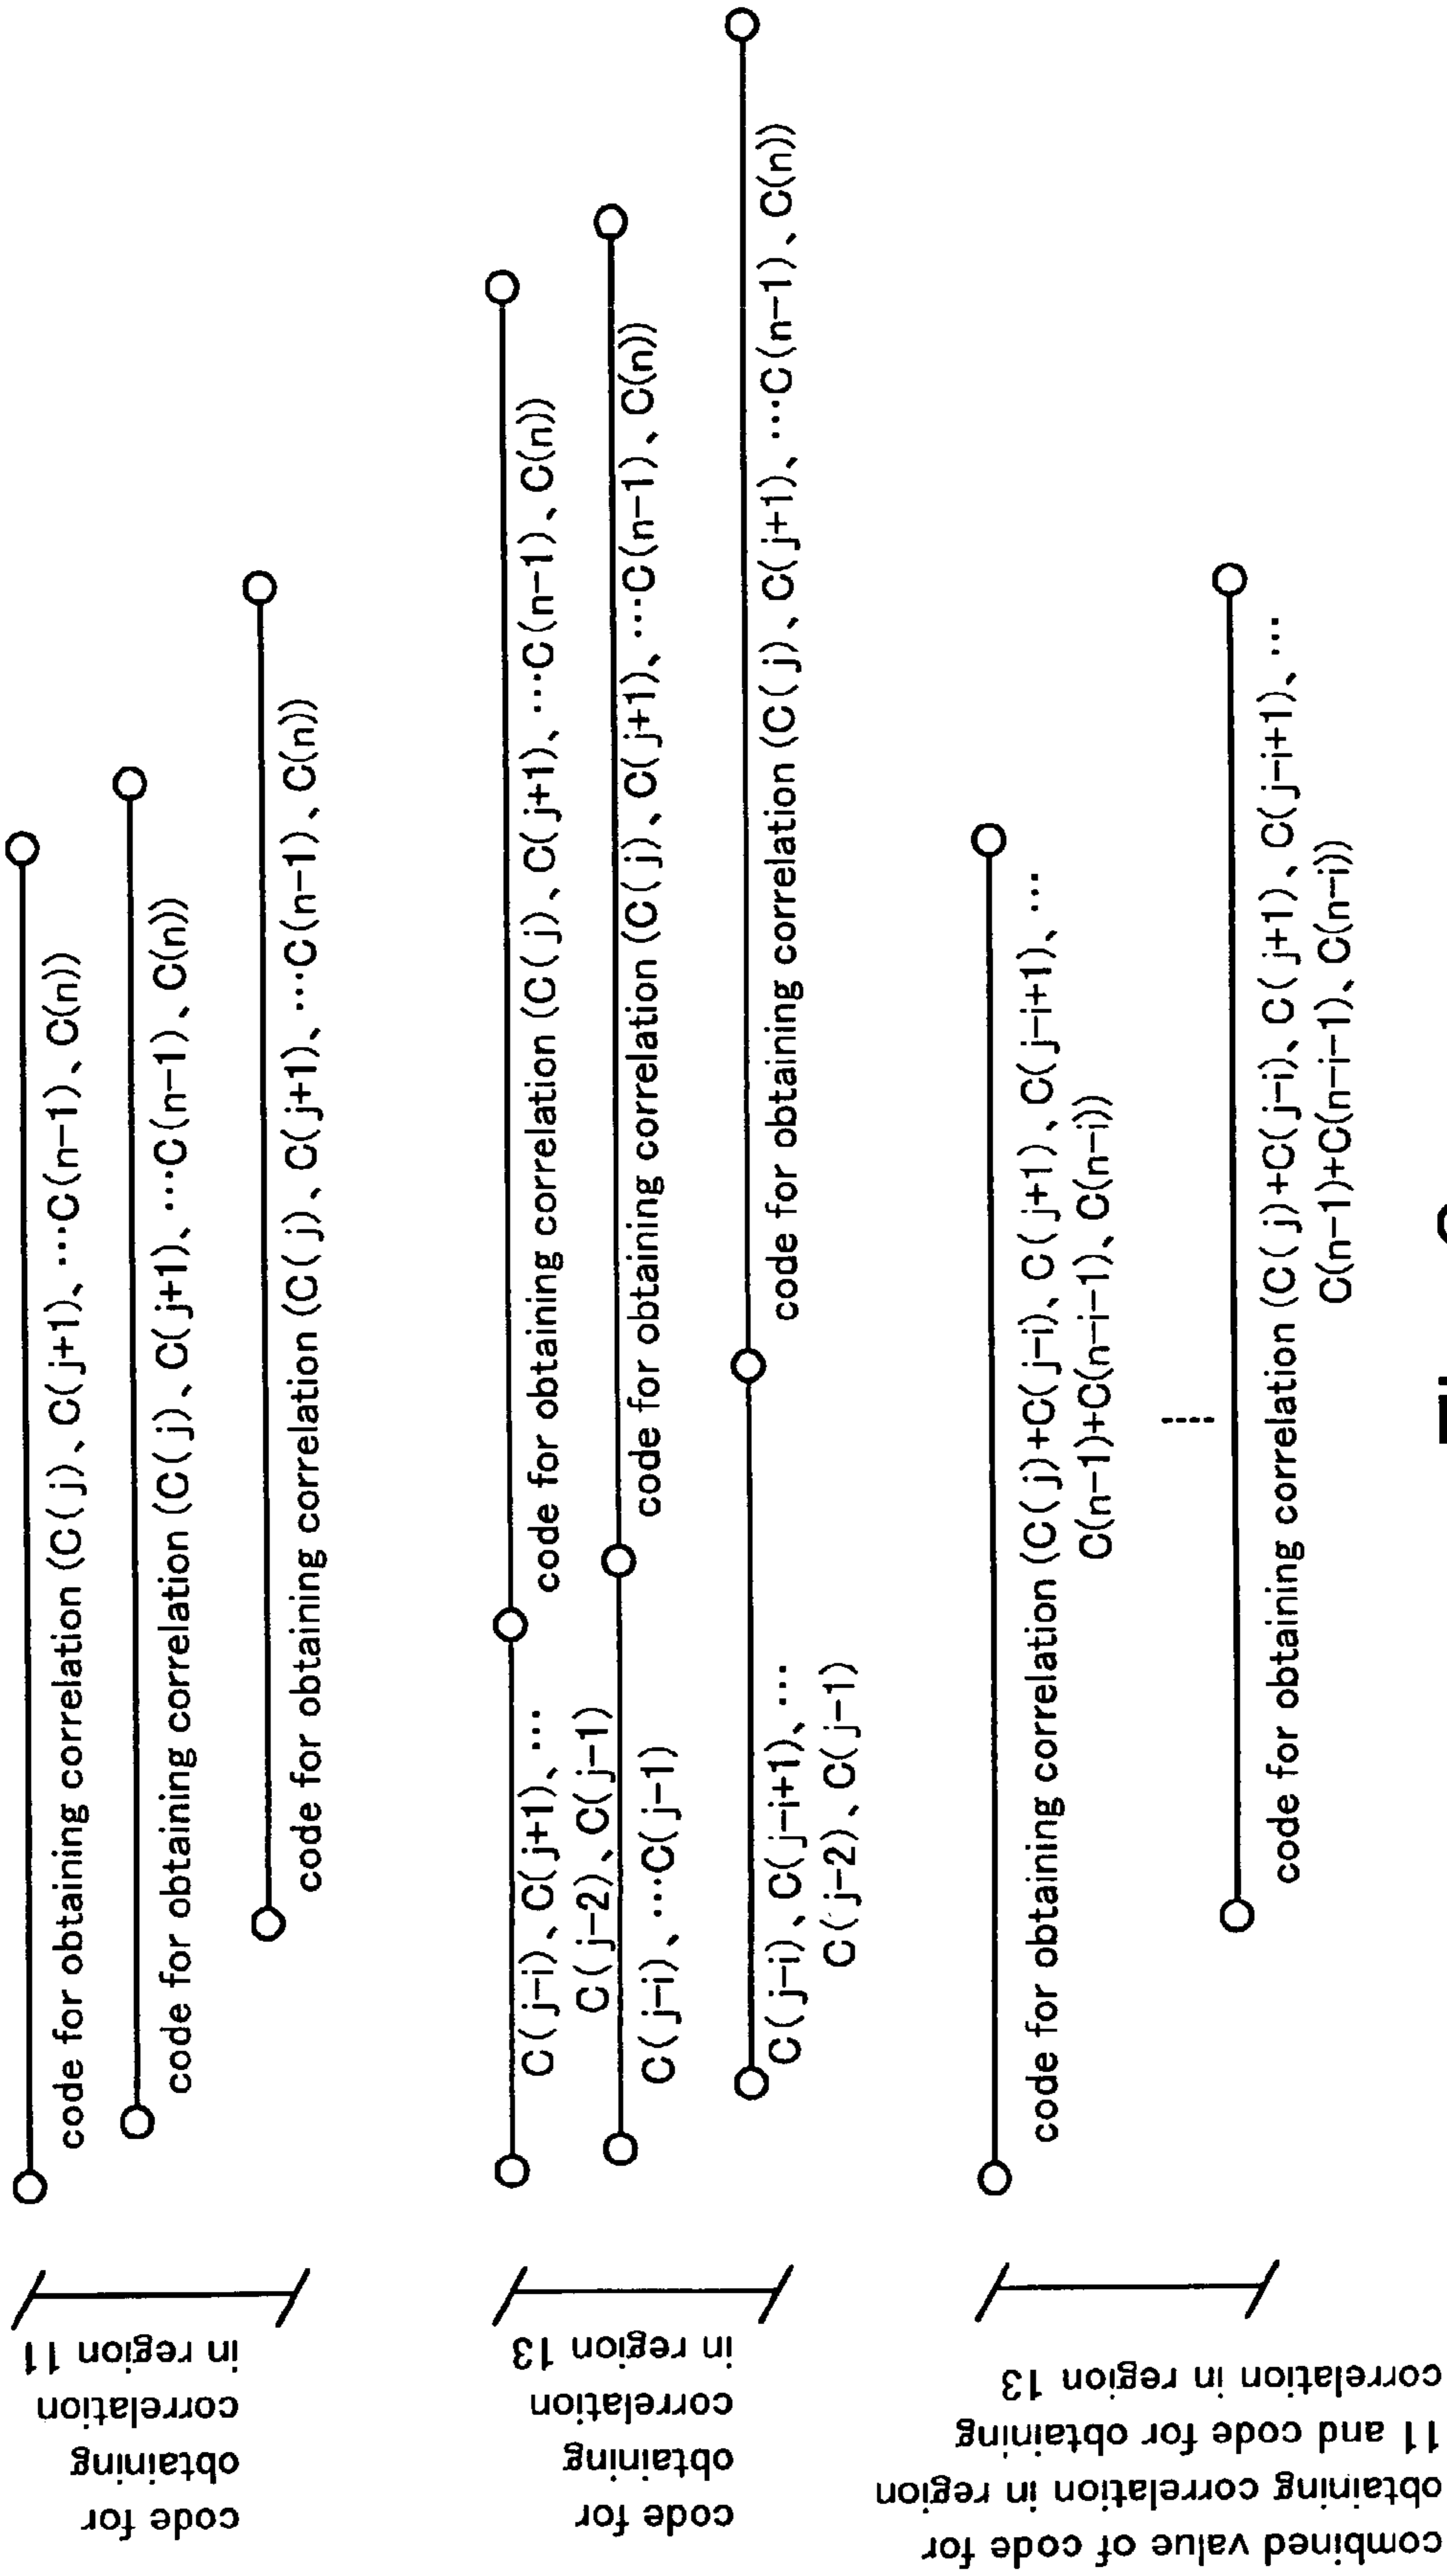 code for
obtaining
correlation
in region 11
code for obtaining correlation (C(j)、C(j+1)、…C(n-1)、C(n))
code for obtaining correlation (C(j)、C(j+1)、…C(n-1)、C(n))
code for obtaining correlation (C(j)、C(j+1)、…C(n-1)、C(n))
code for
obtaining
correlation
in region 13
C(j-i)、C(j+1)、…
C(j-2)、C(j-1)
code for obtaining correlation (C(j)、C(j+1)、…C(n-1)、C(n))
C(j-i)、…C(j-1)
code for obtaining correlation (C(j)、C(j+1)、…C(n-1)、C(n))
C(j-i)、C(j-i+1)、…
C(j-2)、C(j-1)
code for obtaining correlation (C(j)、C(j+1)、…C(n-1)、C(n))
combined value of code for
obtaining correlation in region
11 and code for obtaining
correlation in region 13
code for obtaining correlation (C(j)+C(j-i)、C(j+1)、C(j-i+1)、…
C(n-1)+C(n-i-1)、C(n-i))
code for obtaining correlation (C(j)+C(j-i)、C(j+1)、C(j-i+1)、…
C(n-1)+C(n-i-1)、C(n-i))